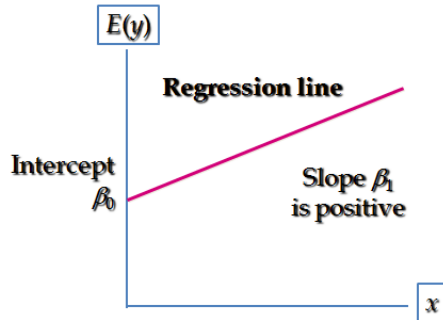 E(y)
Regression line
Intercept
β₀
Slope β₁
is positive
x